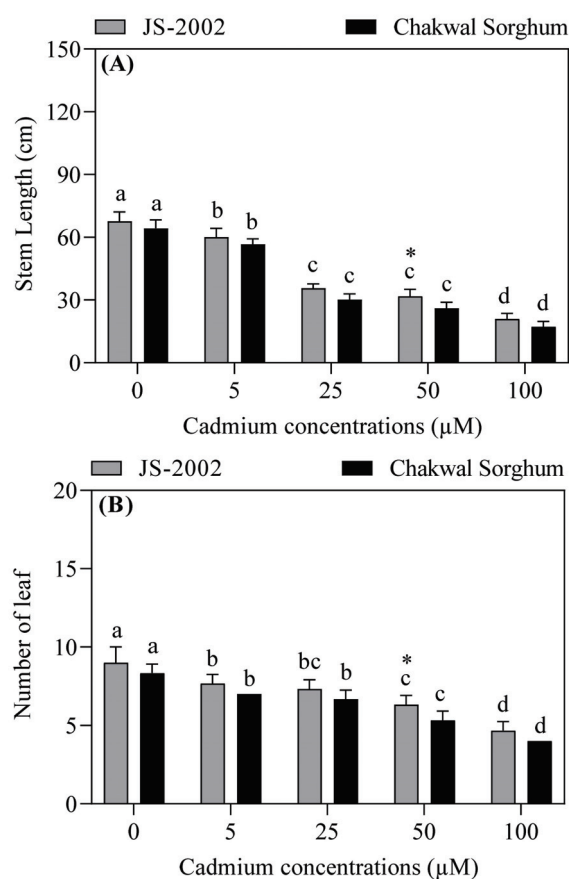 JS-2002 Chakwal Sorghum
150
(A)
120
90
60
30
0
Stem Length (cm)
a a b b c c * c c d d
0 5 25 50 100
Cadmium concentrations (µM)
JS-2002 Chakwal Sorghum
20
(B)
15
10
5
0
Number of leaf
a a b b bc b * c c d d
0 5 25 50 100
Cadmium concentrations (µM)